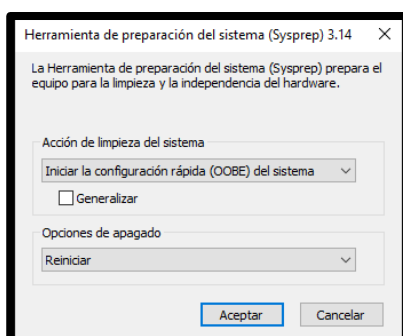 Herramienta de preparación del sistema (Sysprep) 3.14
La Herramienta de preparación del sistema (Sysprep) prepara el
equipo para la limpieza y la independencia del hardware.
Acción de limpieza del sistema
Iniciar la configuración rápida (OOBE) del sistema
Generalizar
Opciones de apagado
Reiniciar
Aceptar Cancelar